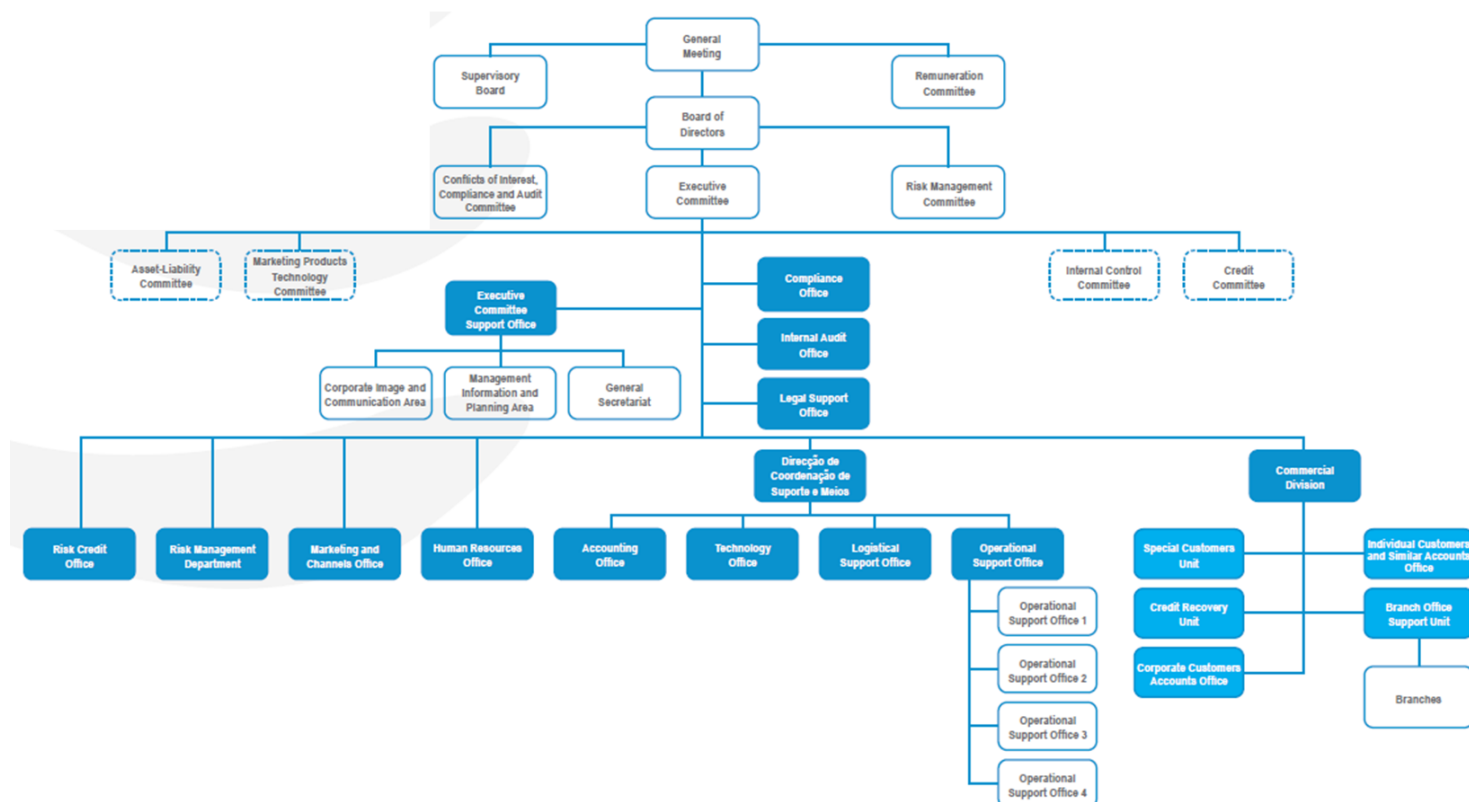 General
Meeting
Supervisory
Board
Remuneration
Committee
Board of
Directors
Conflicts of Interest,
Compliance and Audit
Committee
Executive
Committee
Risk Management
Committee
Asset-Liability
Committee
Marketing Products
Technology
Committee
Internal Control
Committee
Credit
Committee
Executive
Committee
Support Office
Compliance
Office
Internal Audit
Office
Legal Support
Office
Corporate Image and
Communication Area
Management
Information and
Planning Area
General
Secretariat
Direcção de
Coordenação de
Suporte e Meios
Commercial
Division
Risk Credit
Office
Risk Management
Department
Marketing and
Channels Office
Human Resources
Office
Accounting
Office
Technology
Office
Logistical
Support Office
Operational
Support Office
Special Customers
Unit
Individual Customers
and Similar Accounts
Office
Operational
Support Office 1
Credit Recovery
Unit
Branch Office
Support Unit
Operational
Support Office 2
Corporate Customers
Accounts Office
Branches
Operational
Support Office 3
Operational
Support Office 4